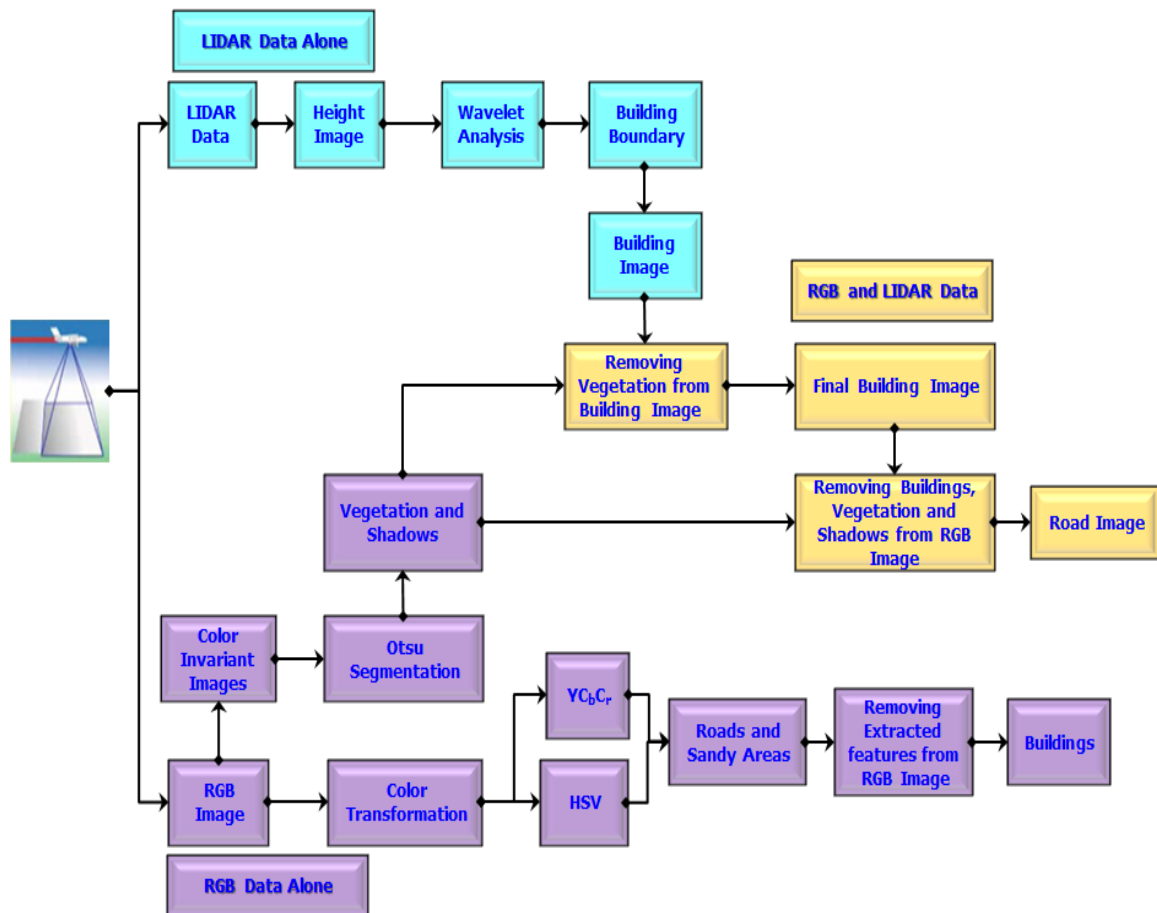 LIDAR Data Alone
LIDAR
Data
Height
Image
Wavelet
Analysis
Building
Boundary
Building
Image
RGB and LIDAR Data
Removing
Vegetation from
Building Image
Final Building Image
Vegetation and
Shadows
Removing Buildings,
Vegetation and
Shadows from RGB
Image
Road Image
Color
Invariant
Images
Otsu
Segmentation
YCbCr
Roads and
Sandy Areas
Removing
Extracted
features from
RGB Image
Buildings
RGB
Image
Color
Transformation
HSV
RGB Data Alone